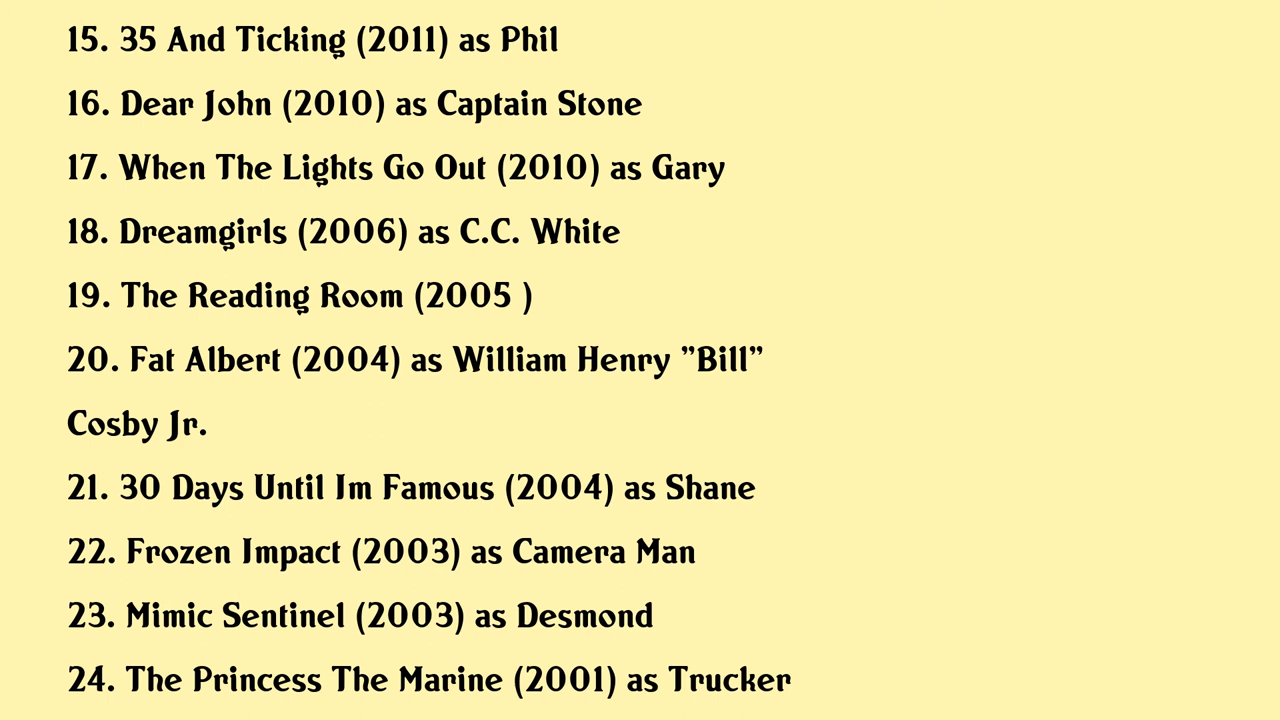 15. 35 And Ticking (2011) as Phil
16. Dear John (2010) as Captain Stone
17. When The Lights Go Out (2010) as Gary
18. Dreamgirls (2006) as C.C. White
19. The Reading Room (2005 )
20. Fat Albert (2004) as William Henry "Bill"
Cosby Jr.
21. 30 Days Until Im Famous (2004) as Shane
22. Frozen Impact (2003) as Camera Man
23. Mimic Sentinel (2003) as Desmond
24. The Princess The Marine (2001) as Trucker